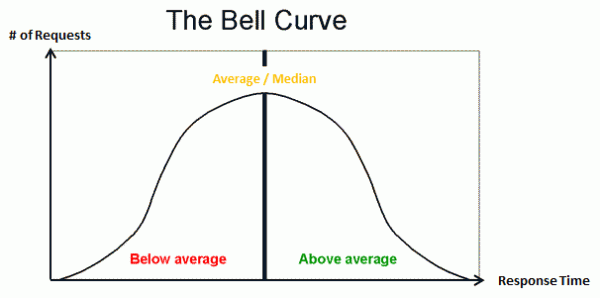 The Bell Curve
# of Requests
Average / Median
Below average
Above average
Response Time